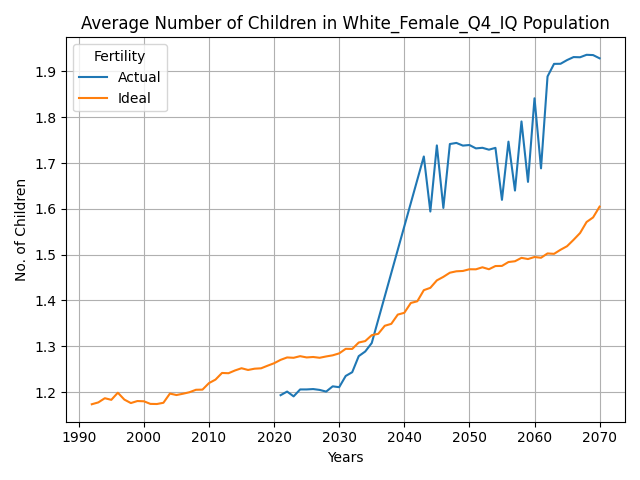 Average Number of Children in White_Female_Q4_IQ Population
Fertility
Actual
Ideal
No. of Children
1.9
1.8
1.7
1.6
1.5
1.4
1.3
1.2
1990 2000 2010 2020 2030 2040 2050 2060 2070
Years